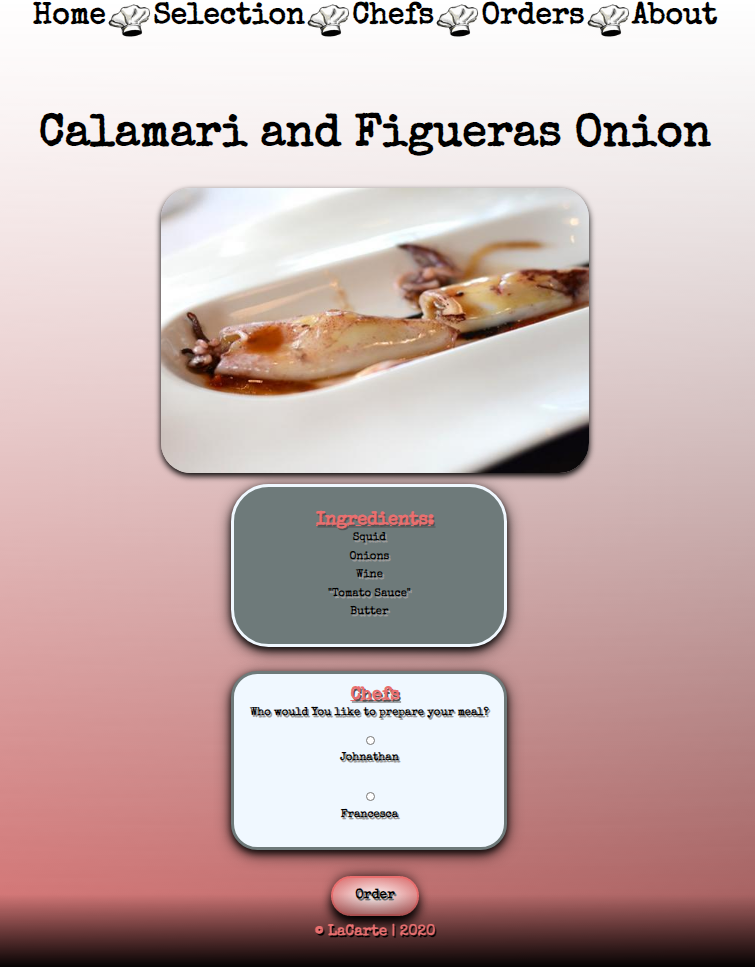 Home Selection Chefs Orders About
Calamari and Figueras Onion
Ingredients:
Squid
Onions
Wine
"Tomato Sauce"
Butter
Chefs
Who would You like to prepare your meal?
Johnathan
Francesca
Order
© LaCarte | 2020